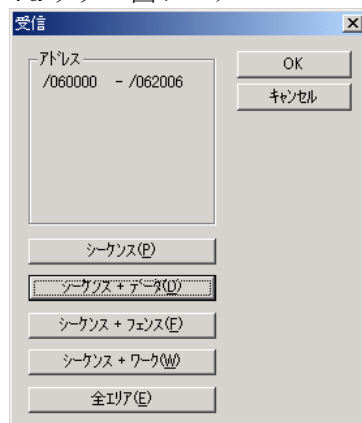 受信
アドレス
/060000 - /062006
OK
キャンセル
シーケンス(P)
シーケンス + データ(D)
シーケンス + フェンス(F)
シーケンス + ワーク(W)
全エリア(E)